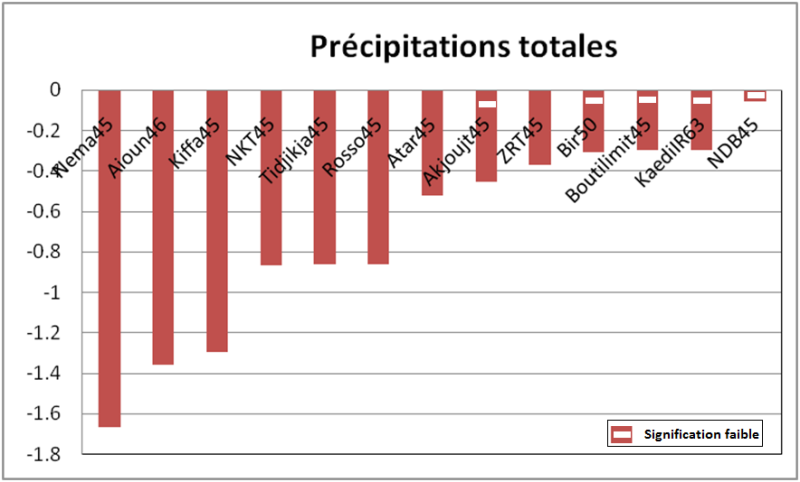 Précipitations totales
0
-0.2
-0.4
-0.6
-0.8
-1
-1.2
-1.4
-1.6
-1.8
Nema45
Aioun46
Kiffa45
NKT45
Tidjikja45
Rosso45
Atar45
Akjoujt45
ZRT45
Bir50
Boutilimit45
KaedilR63
NDB45
Signification faible